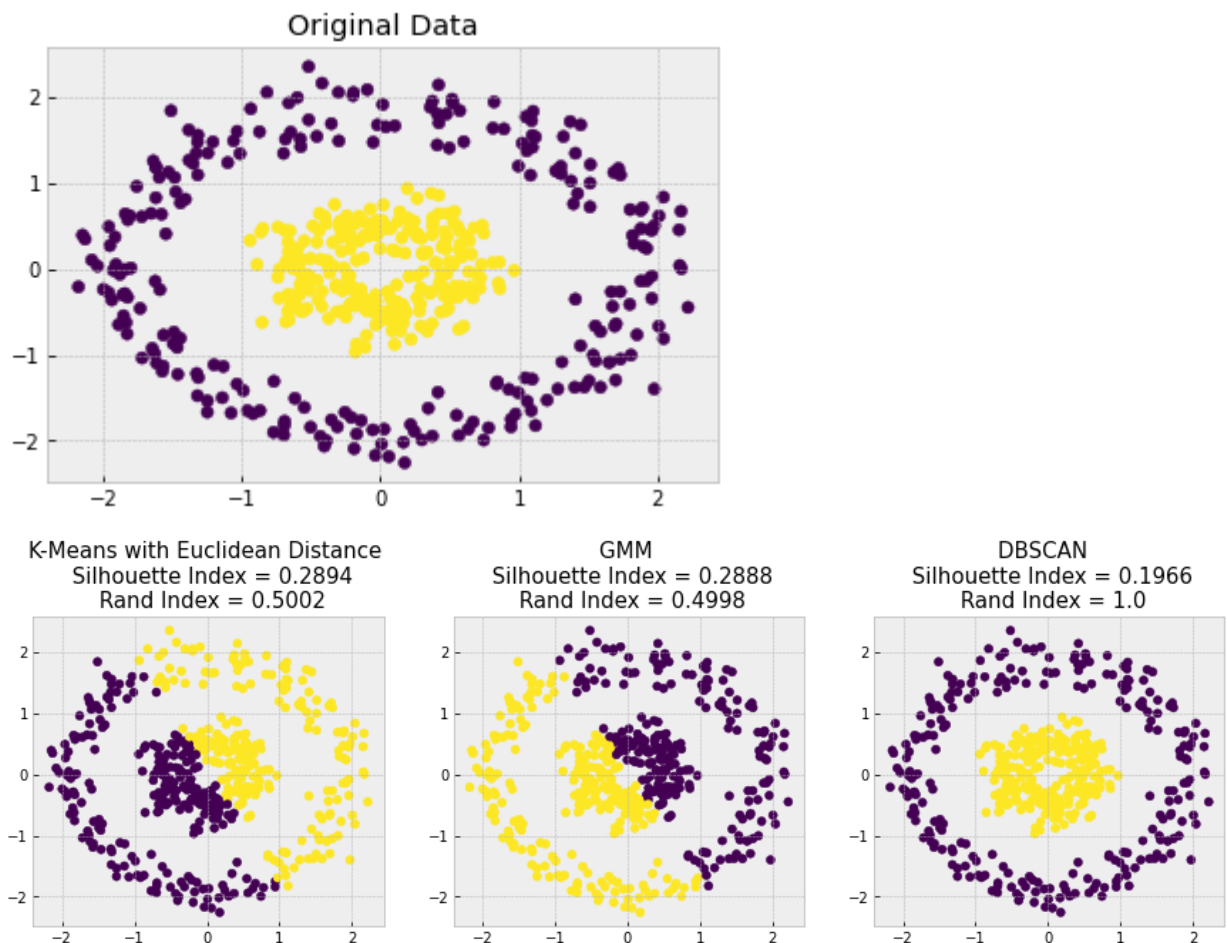 Original Data
2
1
0
−1
−2
−2 −1 0 1 2
K-Means with Euclidean Distance
Silhouette Index = 0.2894
Rand Index = 0.5002
2
1
0
−1
−2
−2 −1 0 1 2
GMM
Silhouette Index = 0.2888
Rand Index = 0.4998
2
1
0
−1
−2
−2 −1 0 1 2
DBSCAN
Silhouette Index = 0.1966
Rand Index = 1.0
2
1
0
−1
−2
−2 −1 0 1 2